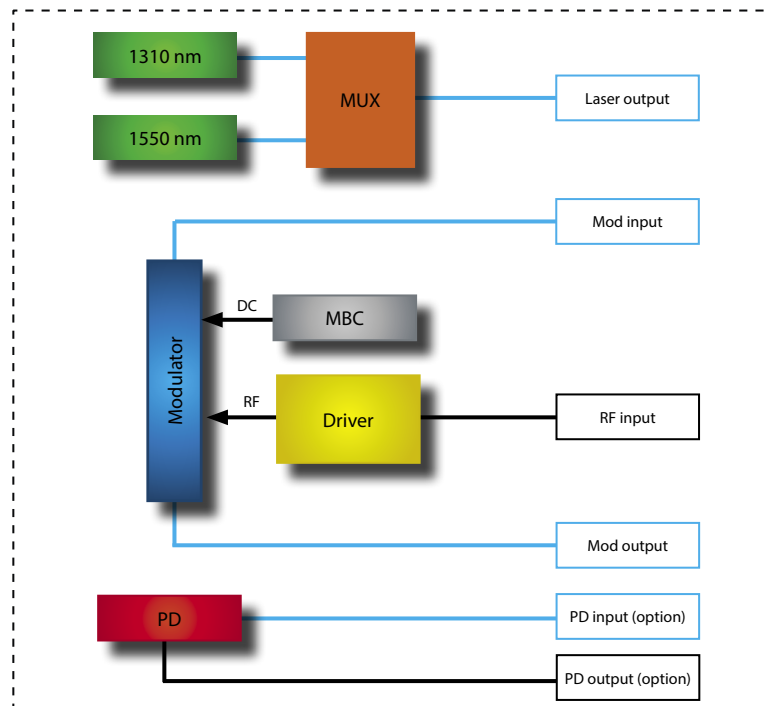 1310 nm
1550 nm
MUX
Laser output
Mod input
DC
MBC
Modulator
RF
Driver
RF input
Mod output
PD
PD input (option)
PD output (option)